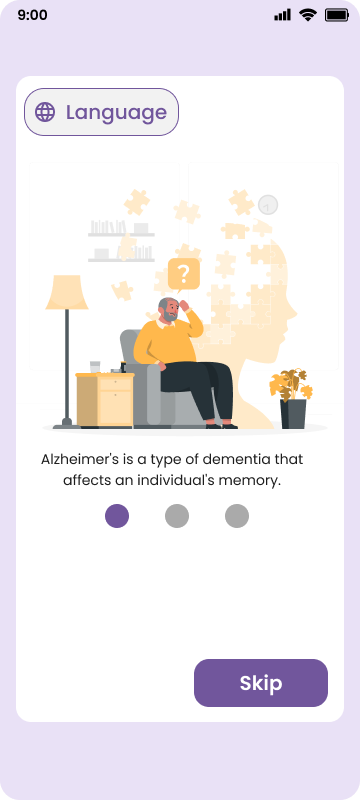 9:00
Language
?
Alzheimer's is a type of dementia that
affects an individual's memory.
Skip